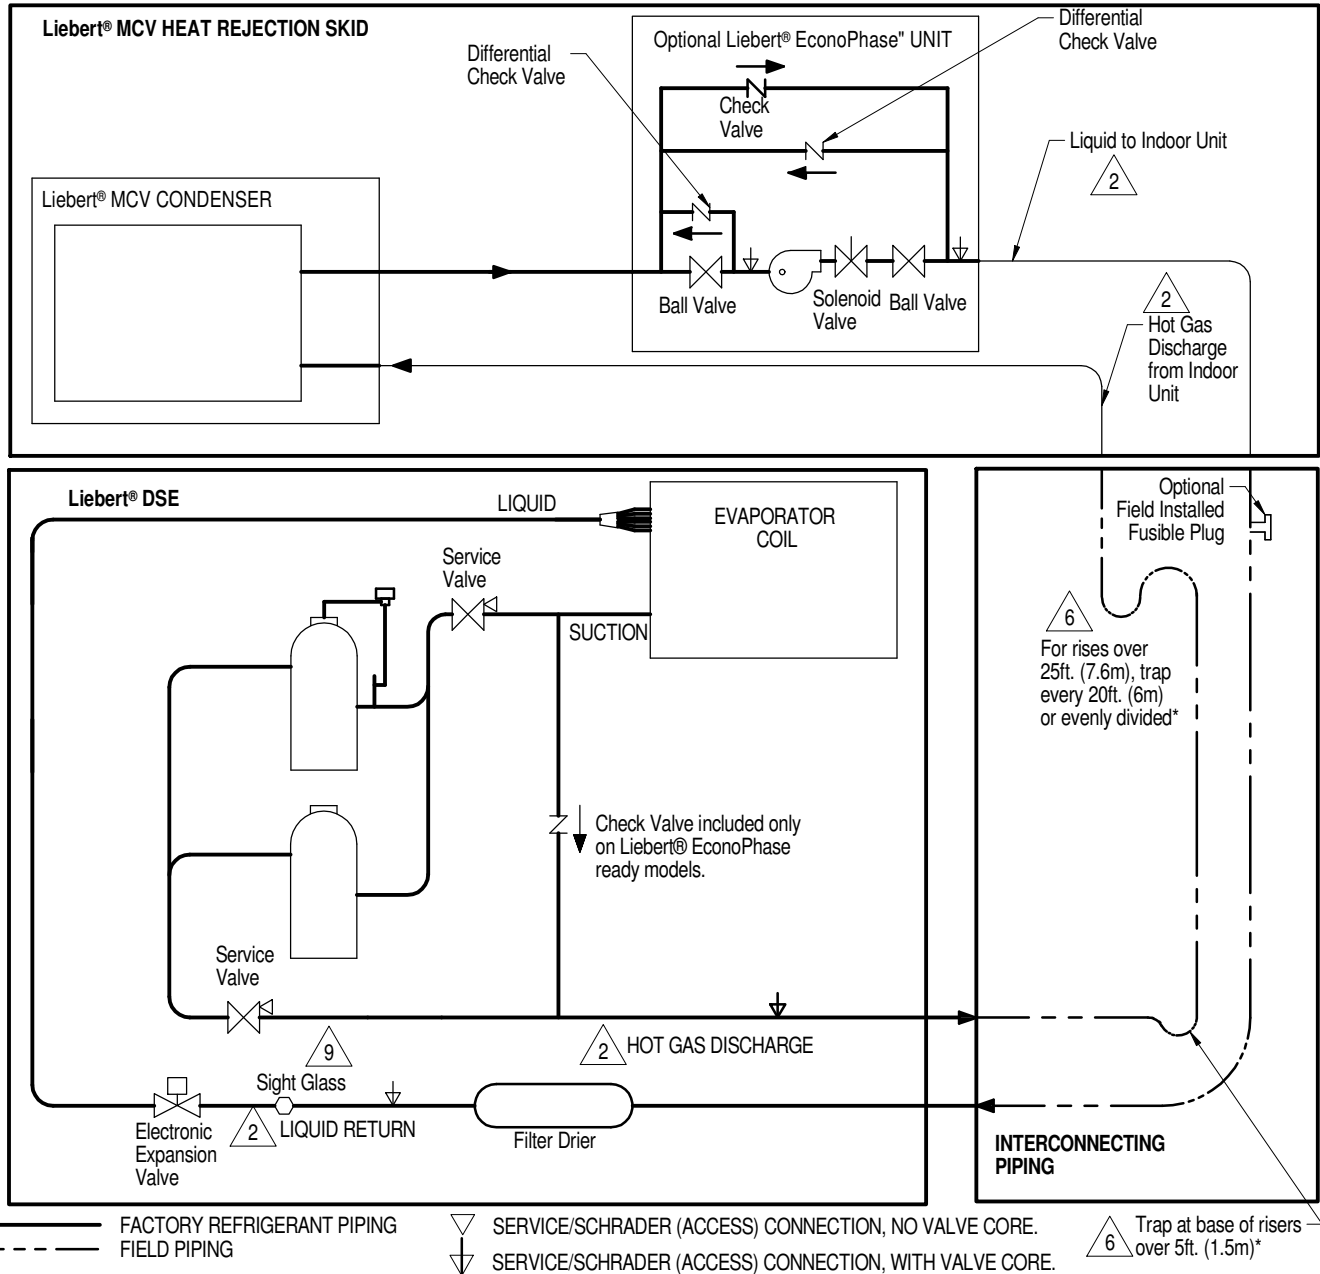 Liebert® MCV HEAT REJECTION SKID
Differential
Check Valve
Optional Liebert® EconoPhase" UNIT
Differential
Check Valve
Check
Valve
Liquid to Indoor Unit
2
Liebert® MCV CONDENSER
Ball Valve
Solenoid
Valve
Ball Valve
2
Hot Gas
Discharge
from Indoor
Unit
Liebert® DSE
LIQUID
EVAPORATOR
COIL
Service
Valve
SUCTION
Optional
Field Installed
Fusible Plug
6
For rises over
25ft. (7.6m), trap
every 20ft. (6m)
or evenly divided*
Check Valve included only
on Liebert® EconoPhase
ready models.
Service
Valve
9
2
HOT GAS DISCHARGE
Sight Glass
2
LIQUID RETURN
Electronic
Expansion
Valve
Filter Drier
INTERCONNECTING
PIPING
FACTORY REFRIGERANT PIPING
FIELD PIPING
SERVICE/SCHRADER (ACCESS) CONNECTION, NO VALVE CORE.
SERVICE/SCHRADER (ACCESS) CONNECTION, WITH VALVE CORE.
6
Trap at base of risers
over 5ft. (1.5m)*